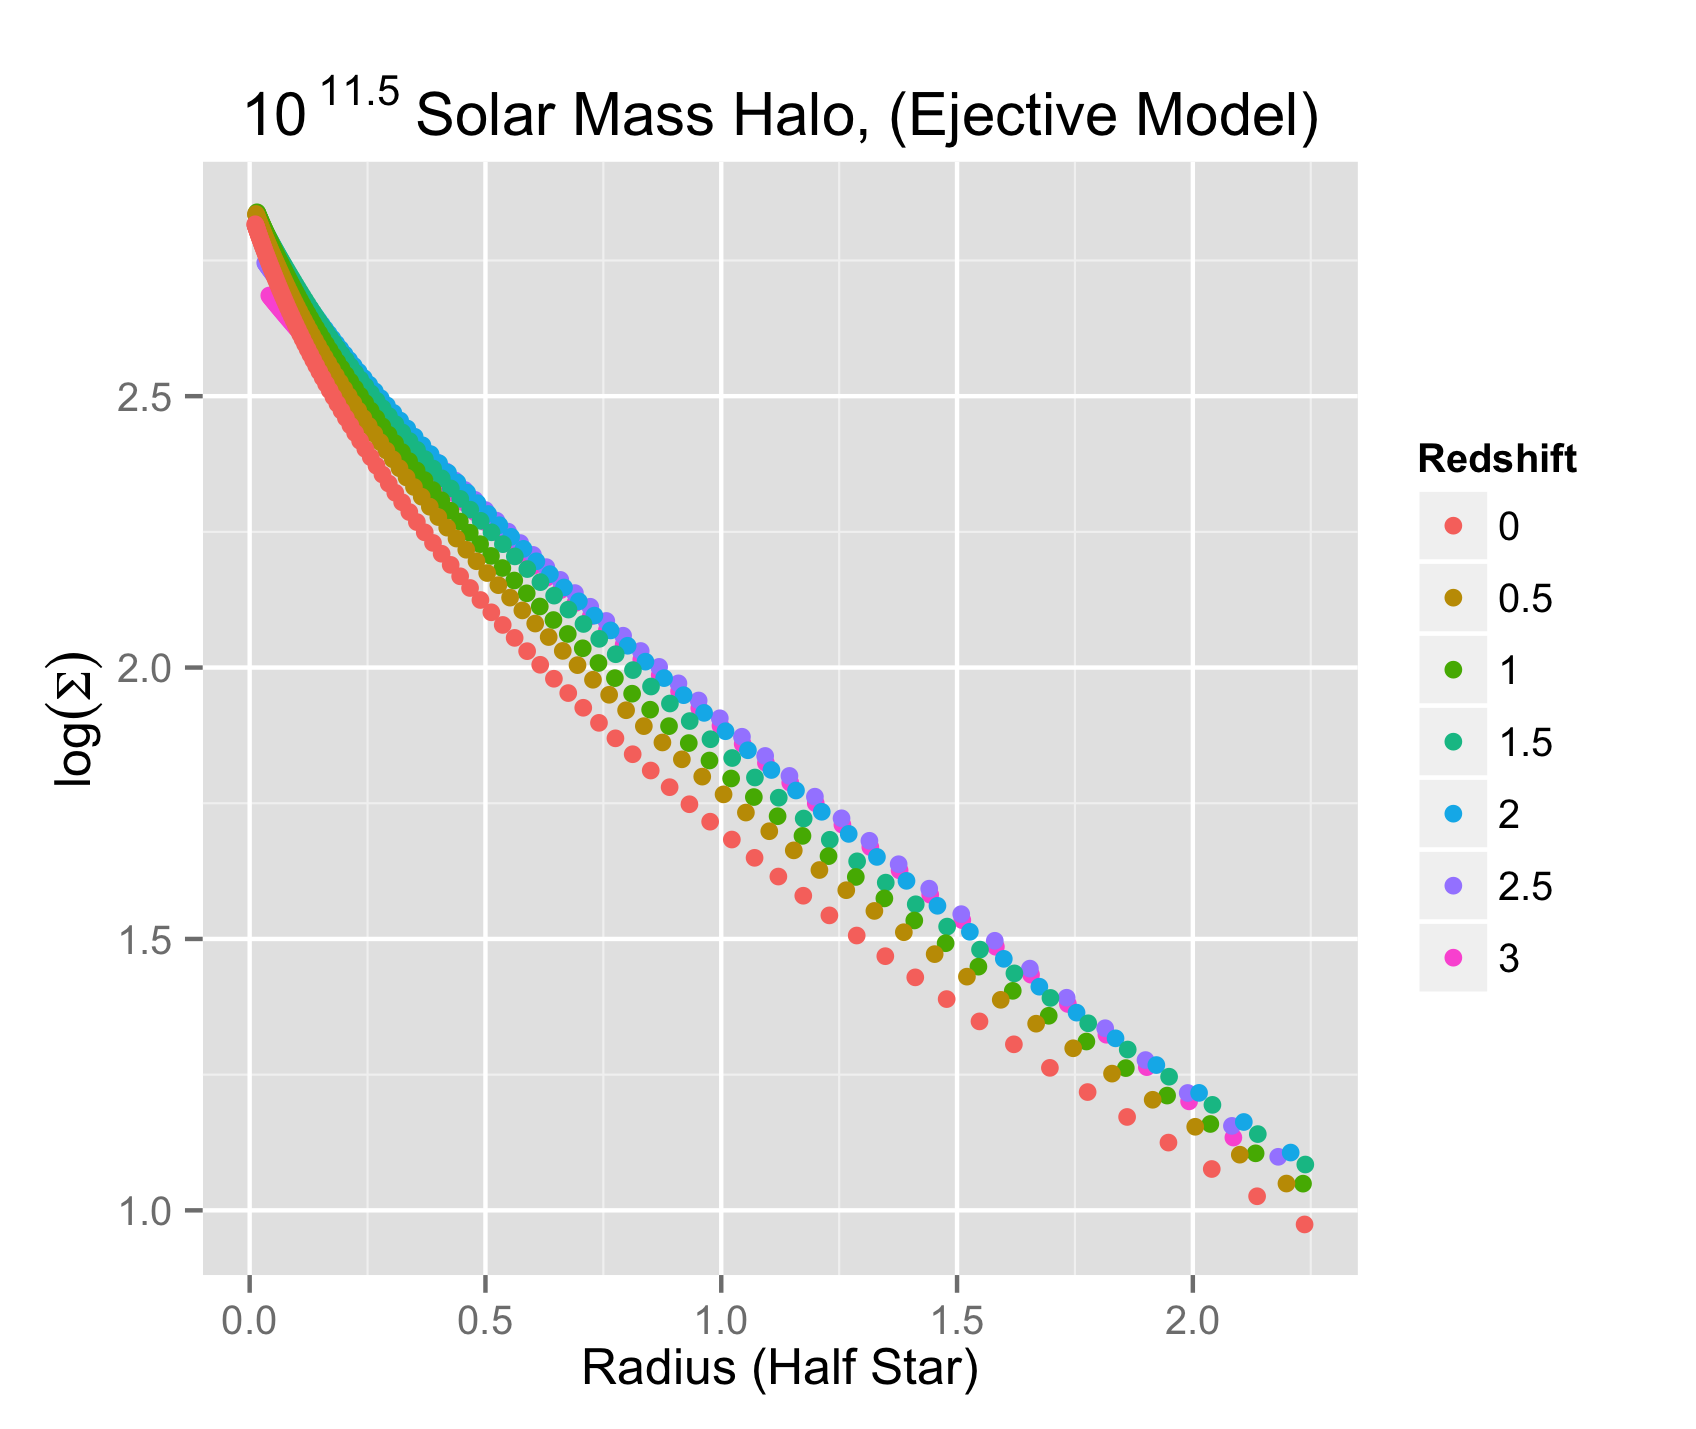 10 11.5 Solar Mass Halo, (Ejective Model)
log(Σ)
2.5
2.0
1.5
1.0
0.0 0.5 1.0 1.5 2.0
Radius (Half Star)
Redshift
0
0.5
1
1.5
2
2.5
3